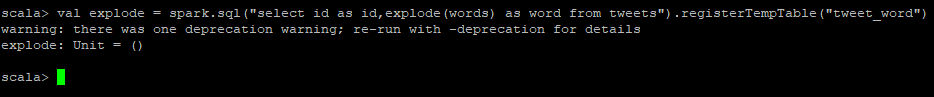 scala> val explode = spark.sql("select id as id,explode(words) as word from tweets").registerTempTable("tweet_word")
warning: there was one deprecation warning; re-run with -deprecation for details
explode: Unit = ()
scala>